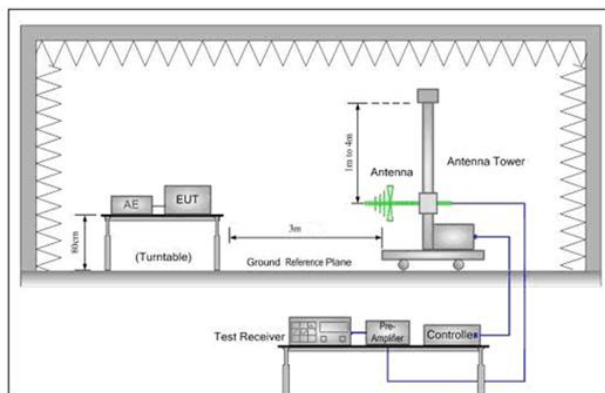 1m to 4m
Antenna
Antenna Tower
AE
EUT
80cm
(Turntable)
3m
Ground Reference Plane
Test Receiver
Pre-
Amplifier
Controller